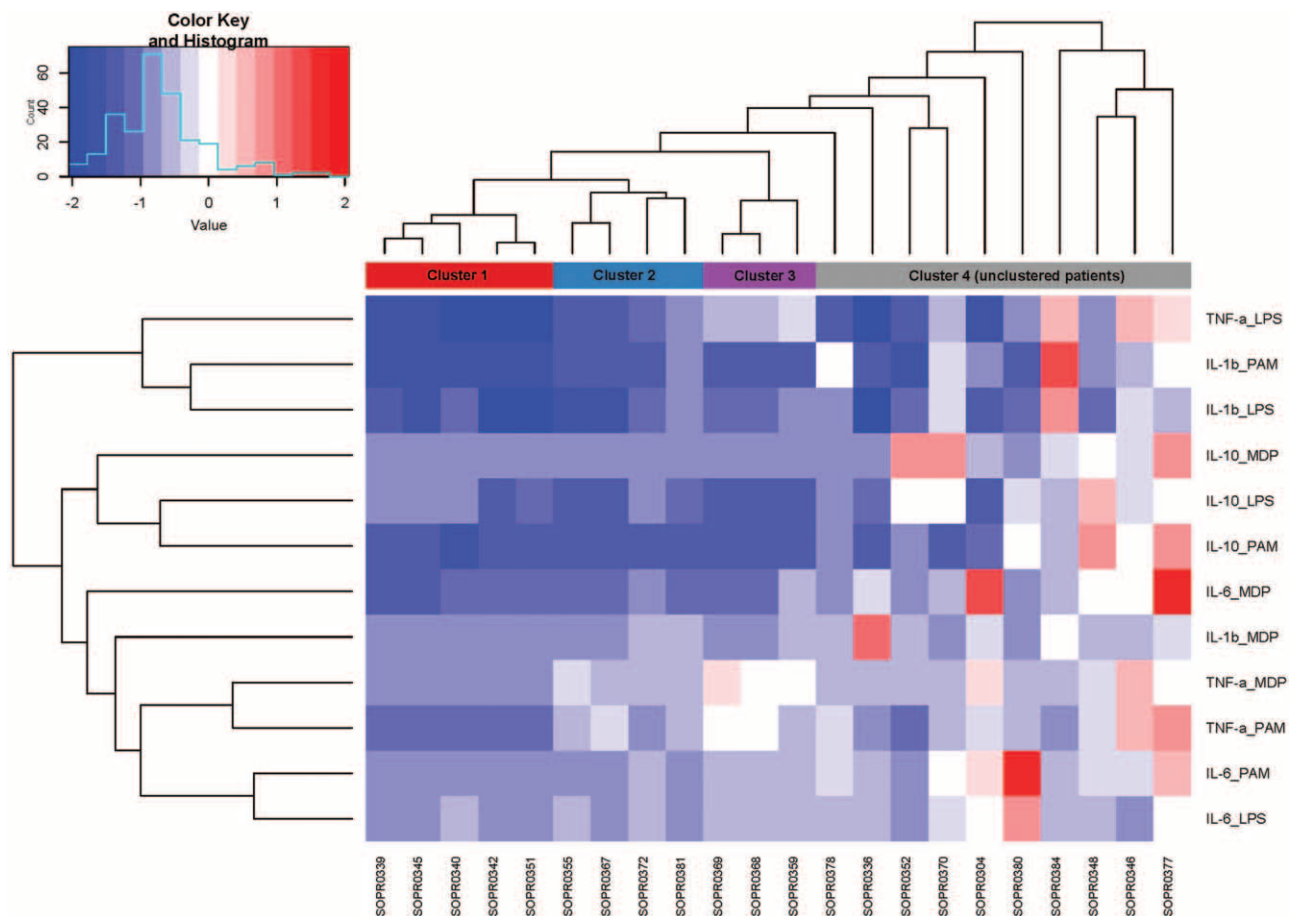 Color Key
and Histogram
Count
0 20 40 60
-2 -1 0 1 2
Value
Cluster 1 Cluster 2 Cluster 3 Cluster 4 (unclustered patients)
TNF-a_LPS
IL-1b_PAM
IL-1b_LPS
IL-10_MDP
IL-10_LPS
IL-10_PAM
IL-6_MDP
IL-1b_MDP
TNF-a_MDP
TNF-a_PAM
IL-6_PAM
IL-6_LPS
SOPR0339
SOPR0345
SOPR0340
SOPR0342
SOPR0351
SOPR0355
SOPR0367
SOPR0372
SOPR0381
SOPR0369
SOPR0368
SOPR0359
SOPR0378
SOPR0336
SOPR0352
SOPR0370
SOPR0304
SOPR0380
SOPR0384
SOPR0348
SOPR0346
SOPR0377